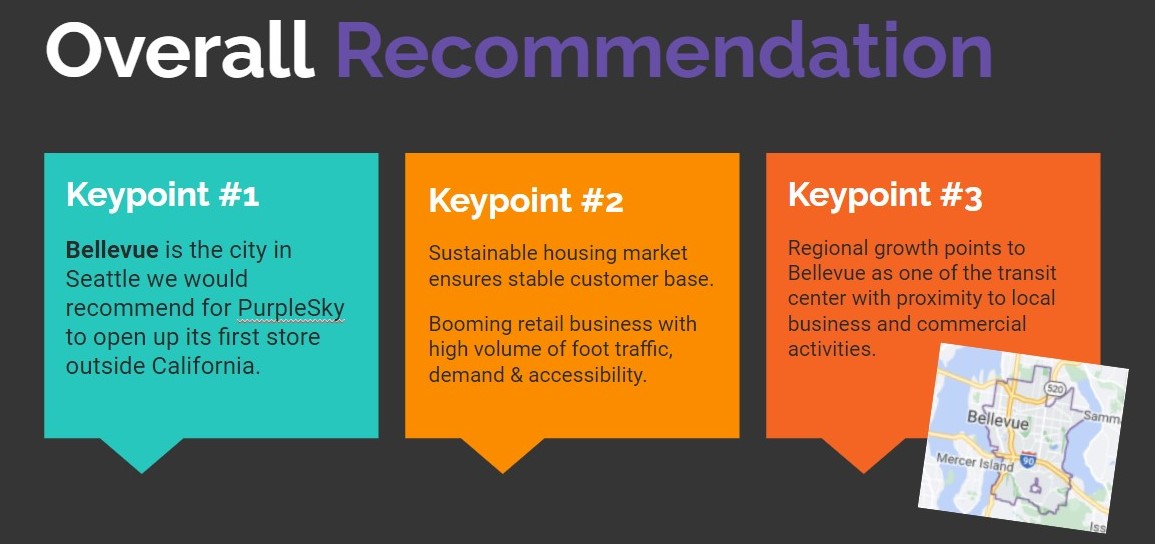 Overall Recommendation
Keypoint #1
Bellevue is the city in
Seattle we would
recommend for PurpleSky
to open up its first store
outside California.
Keypoint #2
Sustainable housing market
ensures stable customer base.
Booming retail business with
high volume of foot traffic,
demand & accessibility.
Keypoint #3
Regional growth points to
Bellevue as one of the transit
center with proximity to local
business and commercial
activities.
520
Bellevue
Samm
Mercer Island
90
Iss